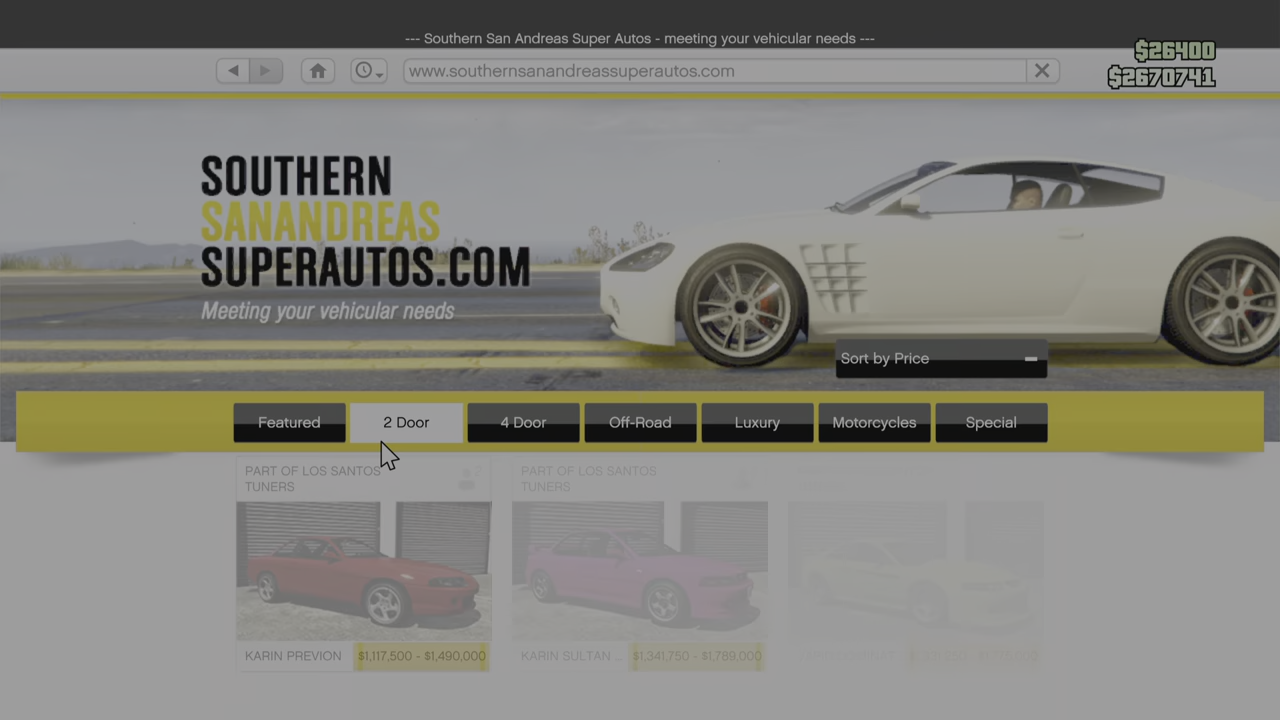 --- Southern San Andreas Super Autos - meeting your vehicular needs ---
$26400
www.southernsanandreassuperautos.com
$2670741
SOUTHERN
SANANDREAS
SUPERAUTOS.COM
Meeting your vehicular needs
Sort by Price
Featured
2 Door
4 Door
Off-Road
Luxury
Motorcycles
Special
PART OF LOS SANTOS
TUNERS
PART OF LOS SANTOS
TUNERS
KARIN PREVION
$1,117,500 - $1,490,000
KARIN SULTAN ...
$1,341,750 - $1,789,000